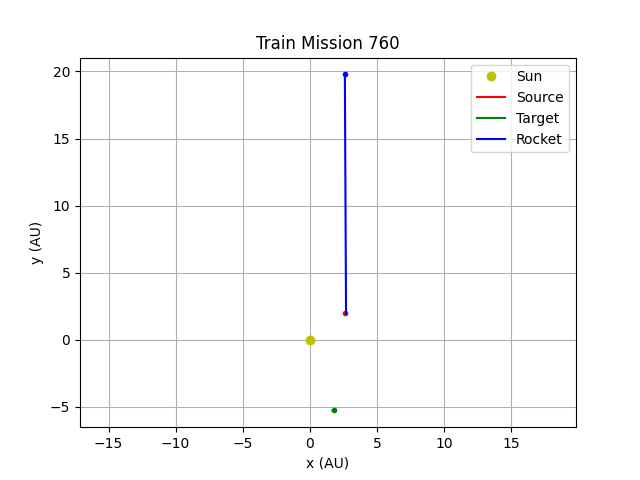 Train Mission 760
Sun
Source
Target
Rocket
20
15
10
5
0
−5
−15
−10
−5
0
5
10
15
y (AU)
x (AU)